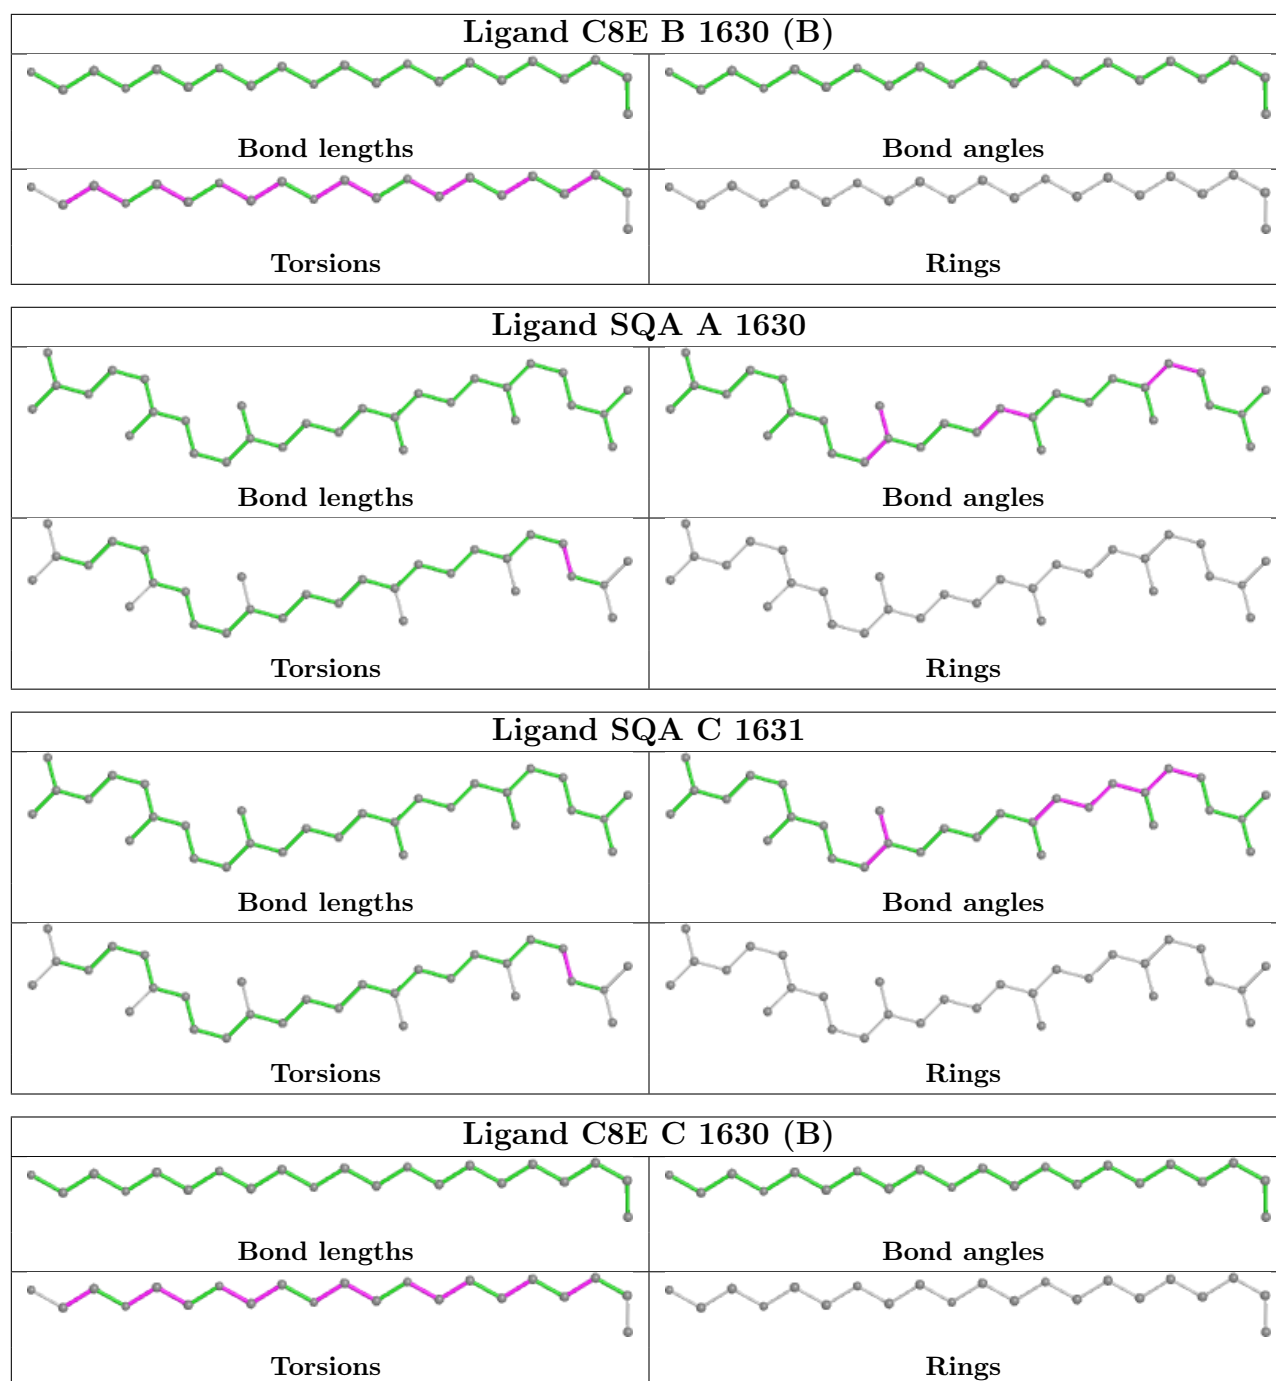 Ligand C8E B 1630 (B)
Bond lengths
Bond angles
Torsions
Rings
Ligand SQA A 1630
Bond lengths
Bond angles
Torsions
Rings
Ligand SQA C 1631
Bond lengths
Bond angles
Torsions
Rings
Ligand C8E C 1630 (B)
Bond lengths
Bond angles
Torsions
Rings